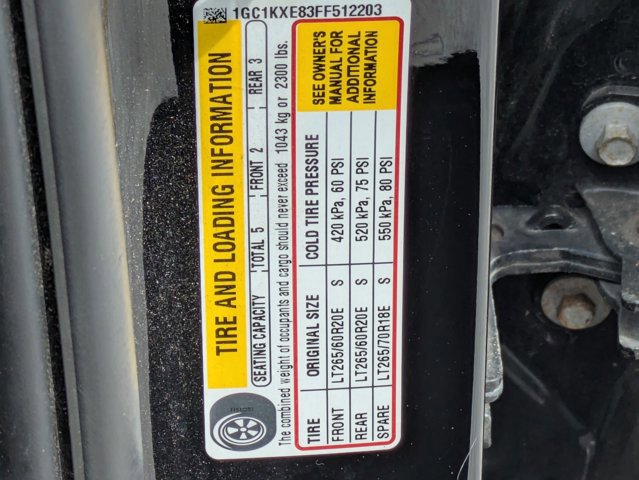 1GC1KXE83FF512203
TIRE AND LOADING INFORMATION
SEATING CAPACITY TOTAL 5 FRONT 2 REAR 3
The combined weight of occupants and cargo should never exceed 1043 kg or 2300 lbs.
TIRE ORIGINAL SIZE COLD TIRE PRESSURE
FRONT LT265/60R20E S 420 kPa, 60 PSI
REAR LT265/60R20E S 520 kPa, 75 PSI
SPARE LT265/70R18E S 550 kPa, 80 PSI
SEE OWNER'S
MANUAL FOR
ADDITIONAL
INFORMATION